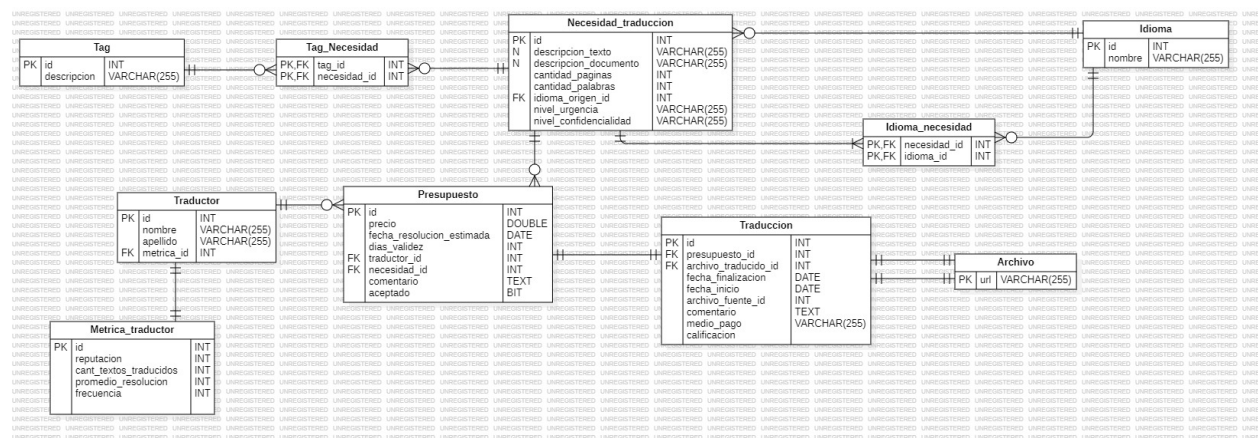 Necesidad_traduccion
PK id INT
N descripcion_texto VARCHAR(255)
N descripcion_documento VARCHAR(255)
cantidad_paginas INT
cantidad_palabras INT
FK idioma_origen_id INT
nivel_urgencia VARCHAR(255)
nivel_confidencialidad VARCHAR(255)
Idioma
PK id INT
nombre VARCHAR(255)
Tag
PK id INT
descripcion VARCHAR(255)
Tag_Necesidad
PK,FK tag_id INT
PK,FK necesidad_id INT
Idioma_necesidad
PK,FK necesidad_id INT
PK,FK idioma_id INT
Traductor
PK id INT
nombre VARCHAR(255)
apellido VARCHAR(255)
FK metrica_id INT
Presupuesto
PK id INT
precio DOUBLE
fecha_resolucion_estimada DATE
dias_validez INT
FK traductor_id INT
FK necesidad_id INT
comentario TEXT
aceptado BIT
Traduccion
PK id INT
FK presupuesto_id INT
FK archivo_traducido_id INT
fecha_finalizacion DATE
fecha_inicio DATE
archivo_fuente_id INT
comentario TEXT
medio_pago VARCHAR(255)
calificacion
Archivo
PK url VARCHAR(255)
Metrica_traductor
PK id INT
reputacion INT
cant_textos_traducidos INT
promedio_resolucion INT
frecuencia INT
UNREGISTERED